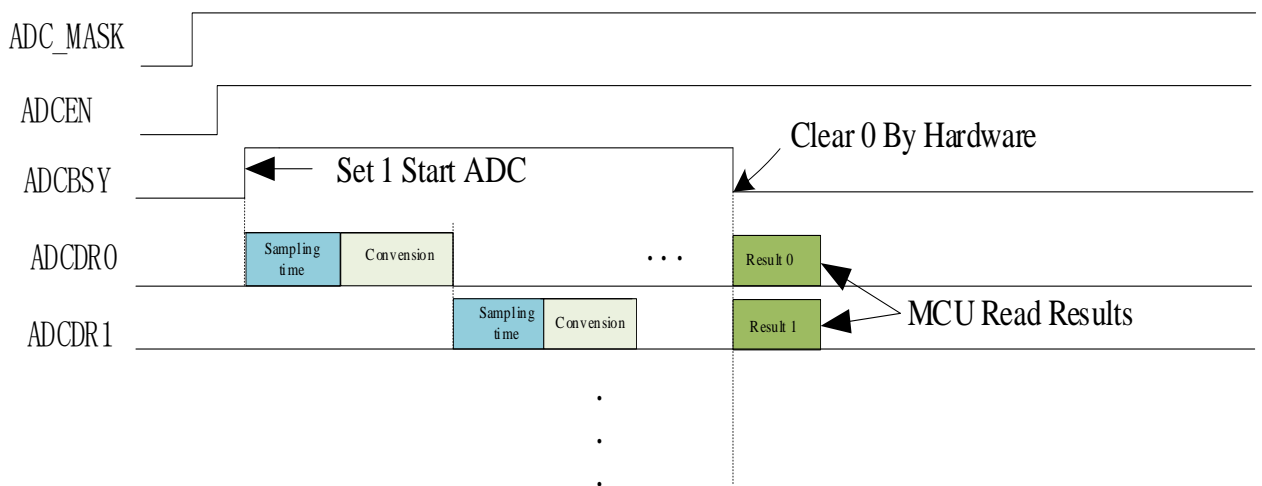 ADC_MASK
ADCEN
Clear 0 By Hardware
ADCBSY
Set 1 Start ADC
ADCDR0
Sampling
time
Convension
...
Result 0
MCU Read Results
ADCDR1
Sampling
time
Convension
Result 1
.
.
.